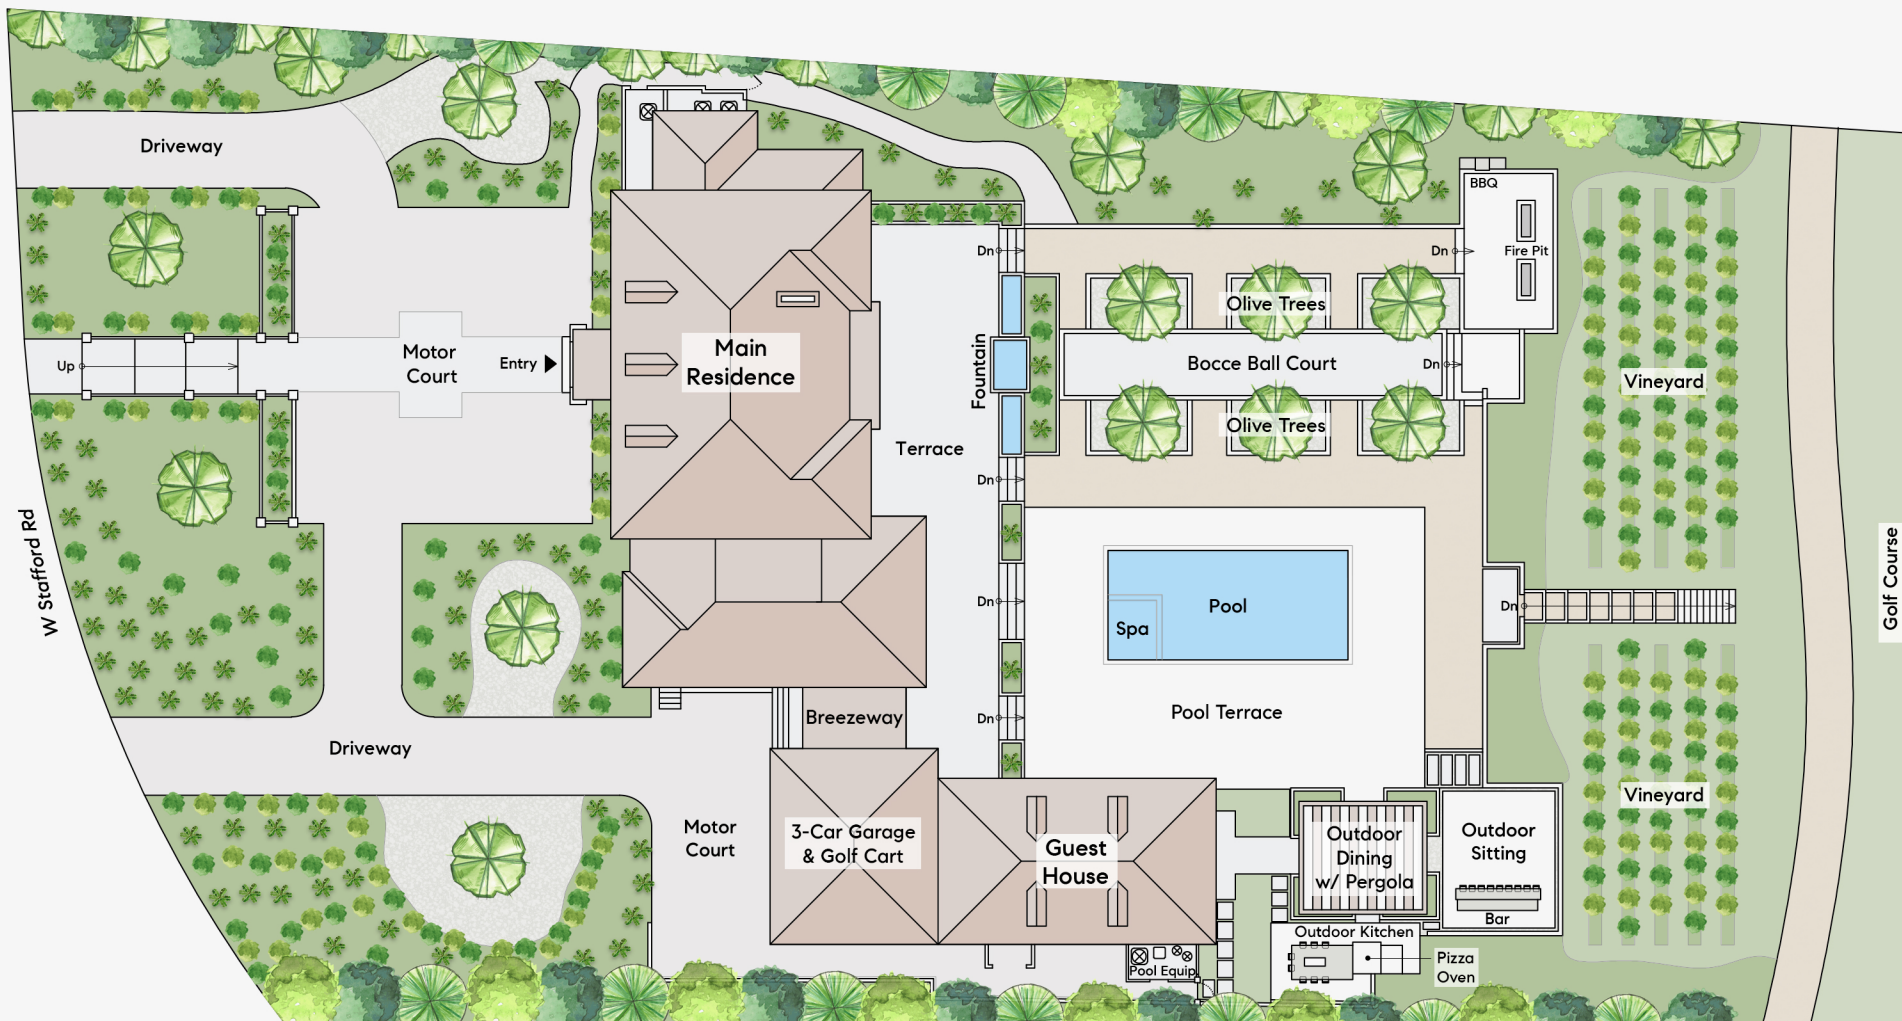 Driveway
BBQ
Dn
Dn
Fire Pit
Olive Trees
Fountain
Main
Residence
Motor
Court
Entry
Up
Bocce Ball Court
Dn
Vineyard
Olive Trees
Terrace
Dn
W Stafford Rd
Golf Course
Dn
Pool
Spa
Dn
Pool Terrace
Dn
Breezeway
Driveway
Vineyard
Motor
Court
3-Car Garage
& Golf Cart
Guest
House
Outdoor
Dining
w/ Pergola
Outdoor
Sitting
Bar
Outdoor Kitchen
Pizza
Oven
Pool Equip